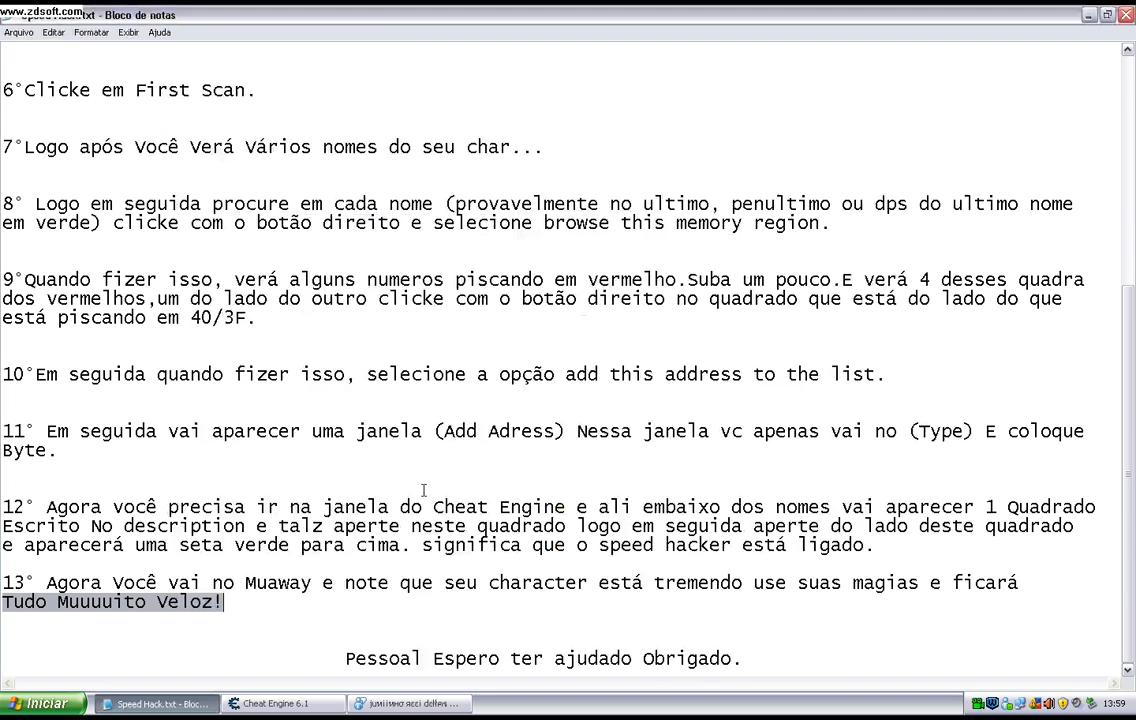 www.zdsoft.com
Speed Hack.txt - Bloco de notas
Arquivo Editar Formatar Exibir Ajuda
6°Clicke em First Scan.
7°Logo após Você Verá Vários nomes do seu char...
8° Logo em seguida procure em cada nome (provavelmente no ultimo, penultimo ou dps do ultimo nome
em verde) clicke com o botão direito e selecione browse this memory region.
9°Quando fizer isso, verá alguns numeros piscando em vermelho.Suba um pouco.E verá 4 desses quadra
dos vermelhos,um do lado do outro clicke com o botão direito no quadrado que está do lado do que
está piscando em 40/3F.
10°Em seguida quando fizer isso, selecione a opção add this address to the list.
11° Em seguida vai aparecer uma janela (Add Adress) Nessa janela vc apenas vai no (Type) E coloque
Byte.
12° Agora você precisa ir na janela do Cheat Engine e ali embaixo dos nomes vai aparecer 1 Quadrado
Escrito No description e talz aperte neste quadrado logo em seguida aperte do lado deste quadrado
e aparecerá uma seta verde para cima. significa que o speed hacker está ligado.
13° Agora Você vai no Muaway e note que seu character está tremendo use suas magias e ficará
Tudo Muuuuito Veloz!
Pessoal Espero ter ajudado Obrigado.
Iniciar Speed Hack.txt - Bloc... Cheat Engine 6.1 13:59